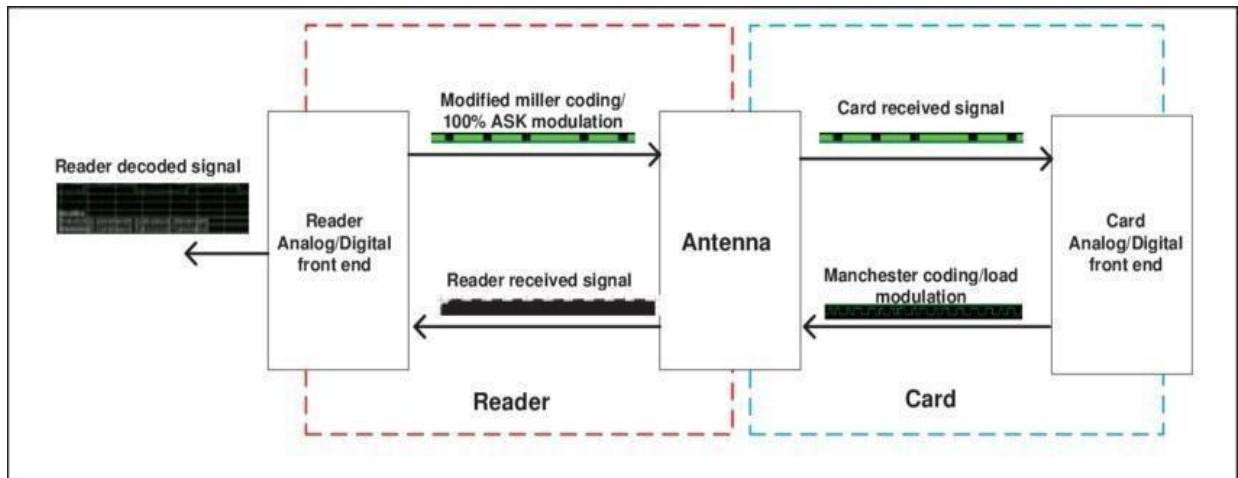 Modified miller coding/
100% ASK modulation
Card received signal
Reader decoded signal
Reader
Analog/Digital
front end
Antenna
Card
Analog/Digital
front end
Reader received signal
Manchester coding/load
modulation
Reader
Card